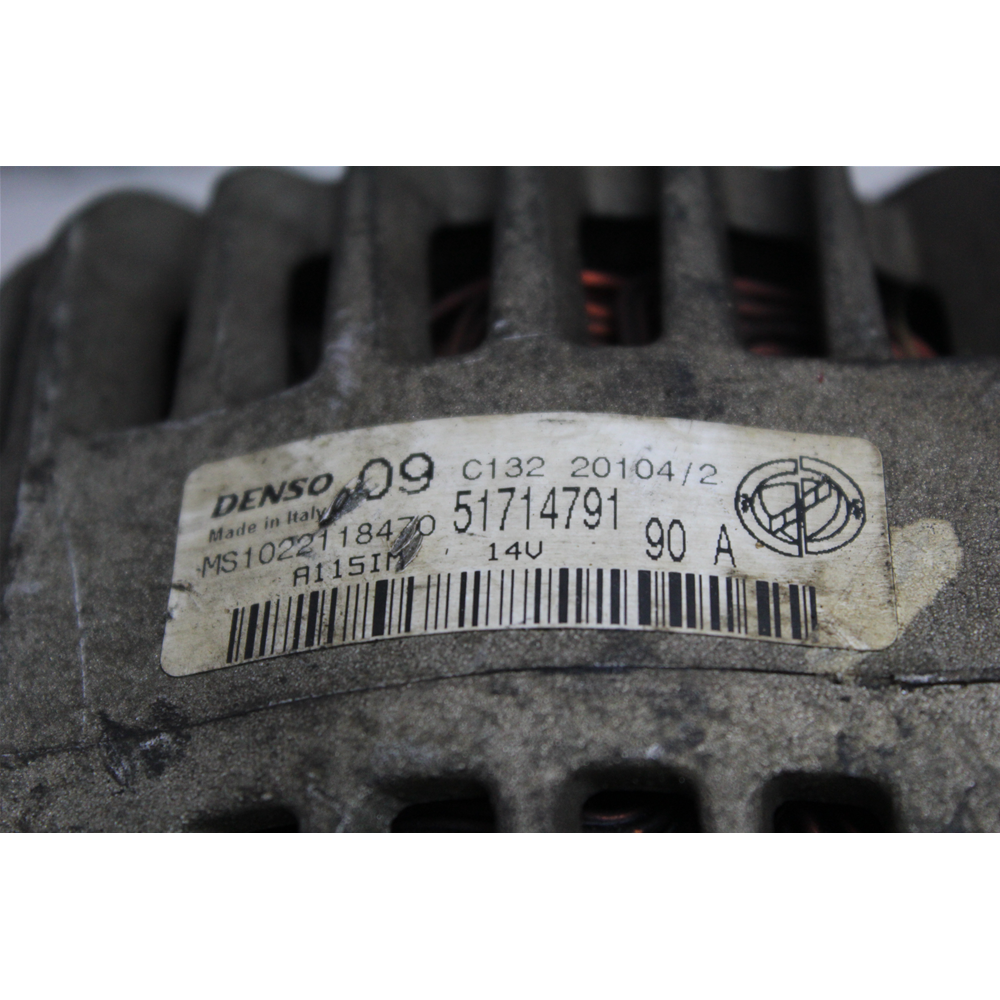 DENSO 09 C132 20104/2
Made in Italy 51714791 90 A
MS1022118470
A115IM 14V